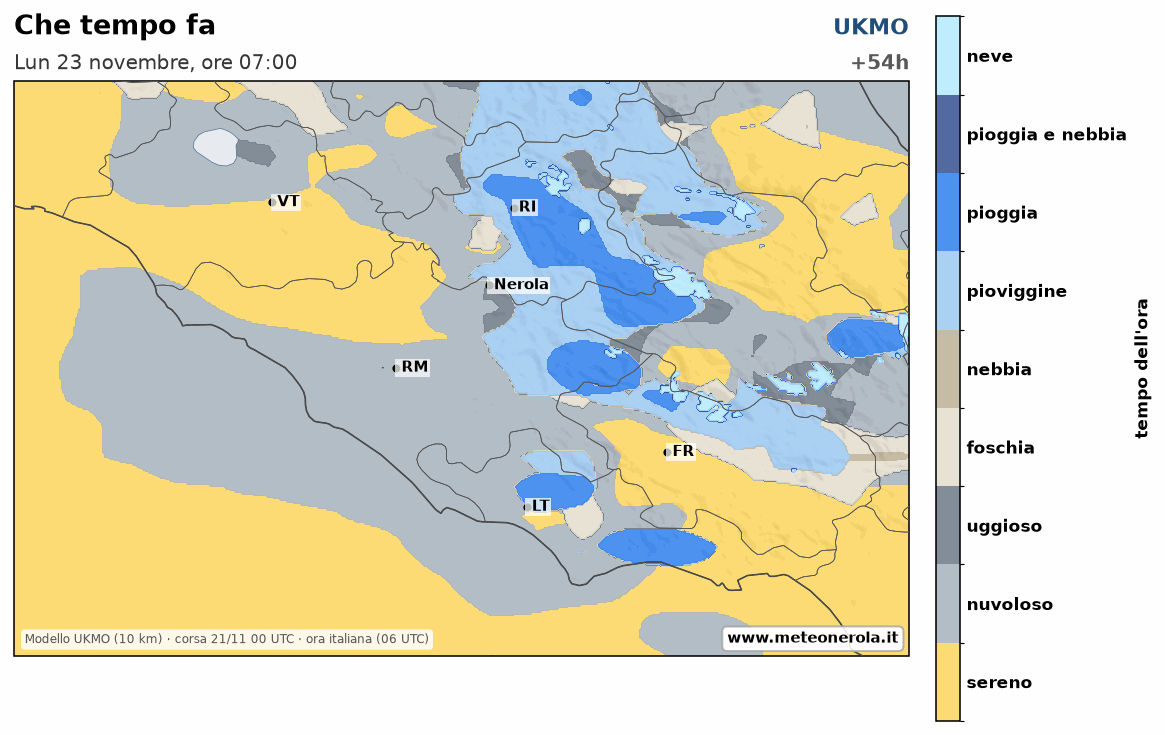 Che tempo fa
UKMO
Lun 23 novembre, ore 07:00
+54h
VT
RI
Nerola
RM
FR
LT
Modello UKMO (10 km) · corsa 21/11 00 UTC · ora italiana (06 UTC)
www.meteonerola.it
neve
pioggia e nebbia
pioggia
pioviggine
nebbia
foschia
uggioso
nuvoloso
sereno
tempo dell'ora